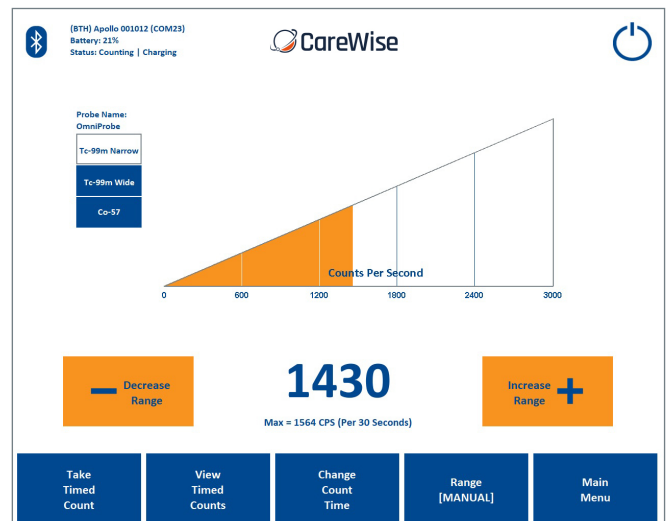 (BTH) Apollo 001012 (COM23)
Battery: 21%
Status: Counting | Charging
CareWise
Probe Name:
OmniProbe
Tc-99m Narrow
Tc-99m Wide
Co-57
Counts Per Second
0 600 1200 1800 2400 3000
Decrease
Range
1430
Max = 1564 CPS (Per 30 Seconds)
Increase
Range
Take
Timed
Count
View
Timed
Counts
Change
Count
Time
Range
[MANUAL]
Main
Menu